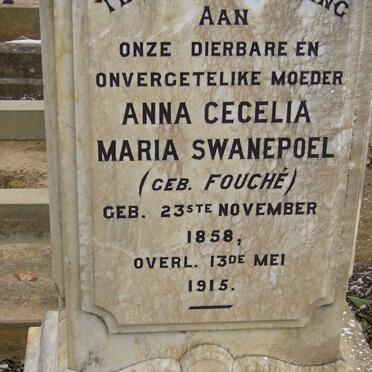 AAN
ONZE DIERBARE EN
ONVERGETELIKE MOEDER
ANNA CECELIA
MARIA SWANEPOEL
(GEB. FOUCHÉ)
GEB. 23STE NOVEMBER
1858,
OVERL. 13DE MEI
1915.